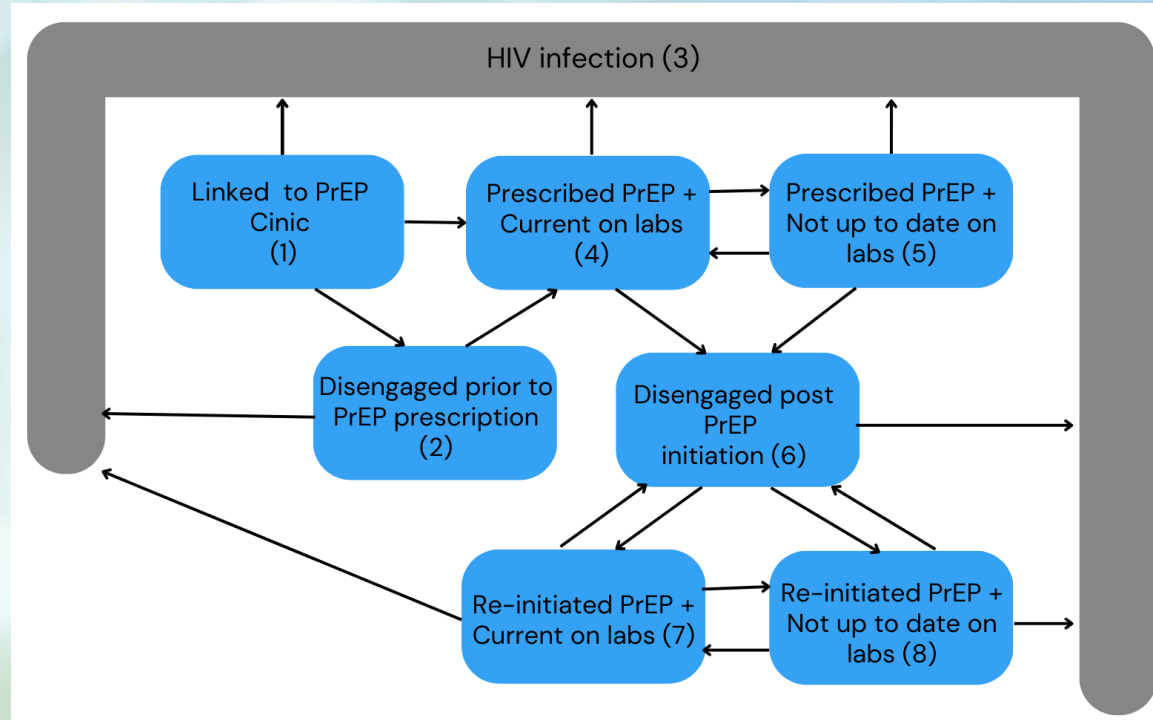 HIV infection (3)
Linked to PrEP
Cinic
(1)
Prescribed PrEP +
Current on labs
(4)
Prescribed PrEP +
Not up to date on
labs (5)
Disengaged prior to
PrEP prescription
(2)
Disengaged post
PrEP
initiation (6)
Re-initiated PrEP +
Current on labs (7)
Re-initiated PrEP +
Not up to date on
labs (8)